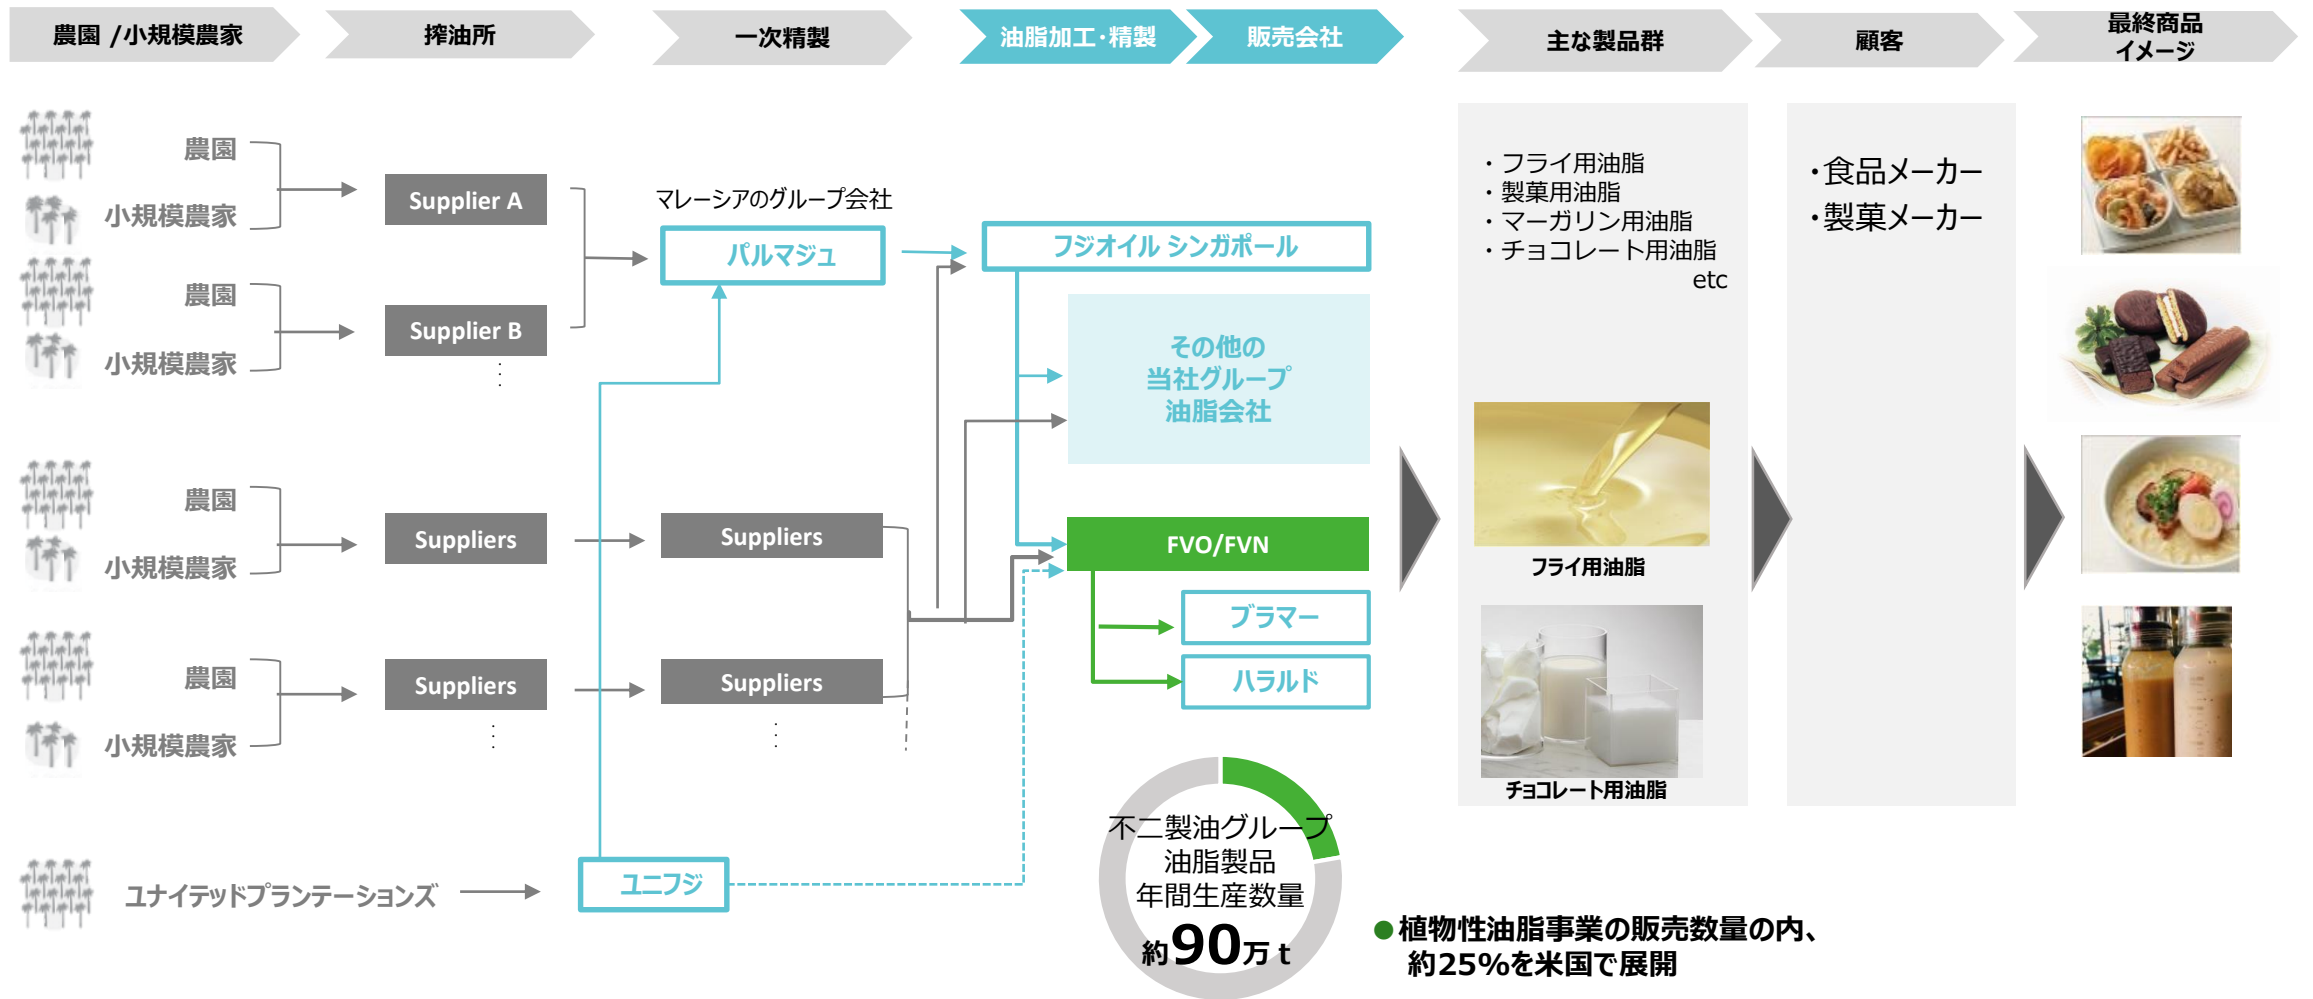 農園 /小規模農家
搾油所
一次精製
油脂加工・精製
販売会社
主な製品群
顧客
最終商品
イメージ
農園
小規模農家
農園
小規模農家
Supplier A
Supplier B
マレーシアのグループ会社
パルマジュ
フジオイル シンガポール
その他の
当社グループ
油脂会社
・フライ用油脂
・製菓用油脂
・マーガリン用油脂
・チョコレート用油脂
etc
・食品メーカー
・製菓メーカー
農園
小規模農家
Suppliers
Suppliers
FVO/FVN
フライ用油脂
ブラマー
農園
小規模農家
Suppliers
Suppliers
ハラルド
チョコレート用油脂
ユナイテッドプランテーションズ
ユニフジ
不二製油グループ
油脂製品
年間生産数量
約90万 t
●植物性油脂事業の販売数量の内、
約25%を米国で展開